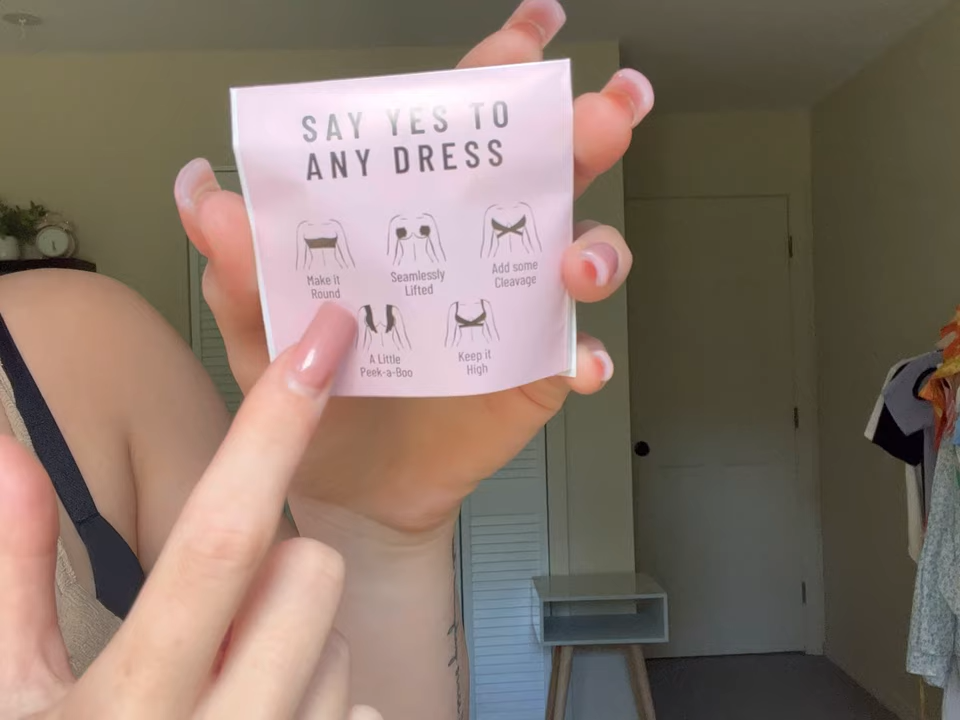 SAY YES TO
ANY DRESS
Make it
Round
Seamlessly
Lifted
Add some
Cleavage
A Little
Peek-a-Boo
Keep it
High